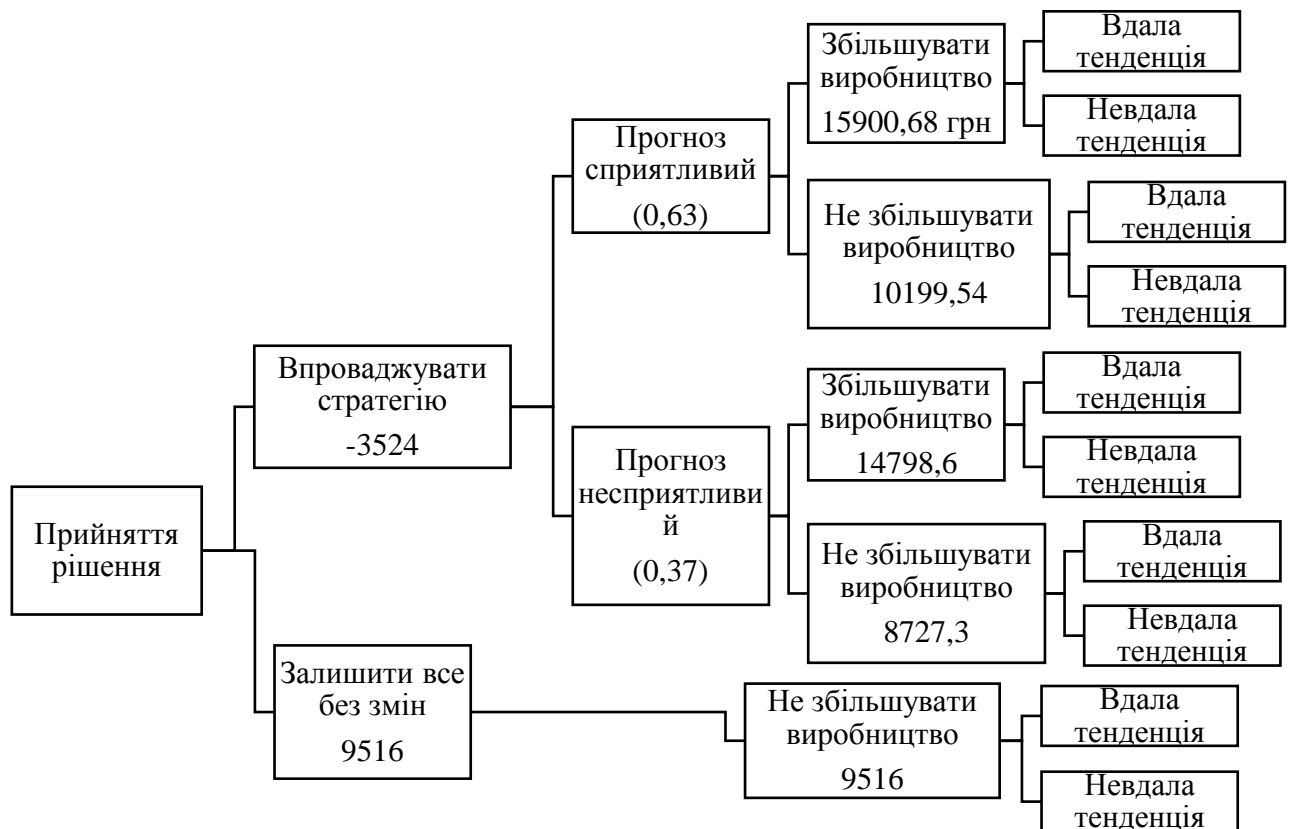 Прийняття
рішення
Впроваджувати
стратегію
-3524
Прогноз
сприятливий
(0,63)
Збільшувати
виробництво
15900,68 грн
Вдала
тенденція
Невдала
тенденція
Не збільшувати
виробництво
10199,54
Вдала
тенденція
Невдала
тенденція
Прогноз
несприятливи
й
(0,37)
Збільшувати
виробництво
14798,6
Вдала
тенденція
Невдала
тенденція
Не збільшувати
виробництво
8727,3
Вдала
тенденція
Невдала
тенденція
Залишити все
без змін
9516
Не збільшувати
виробництво
9516
Вдала
тенденція
Невдала
тенденція